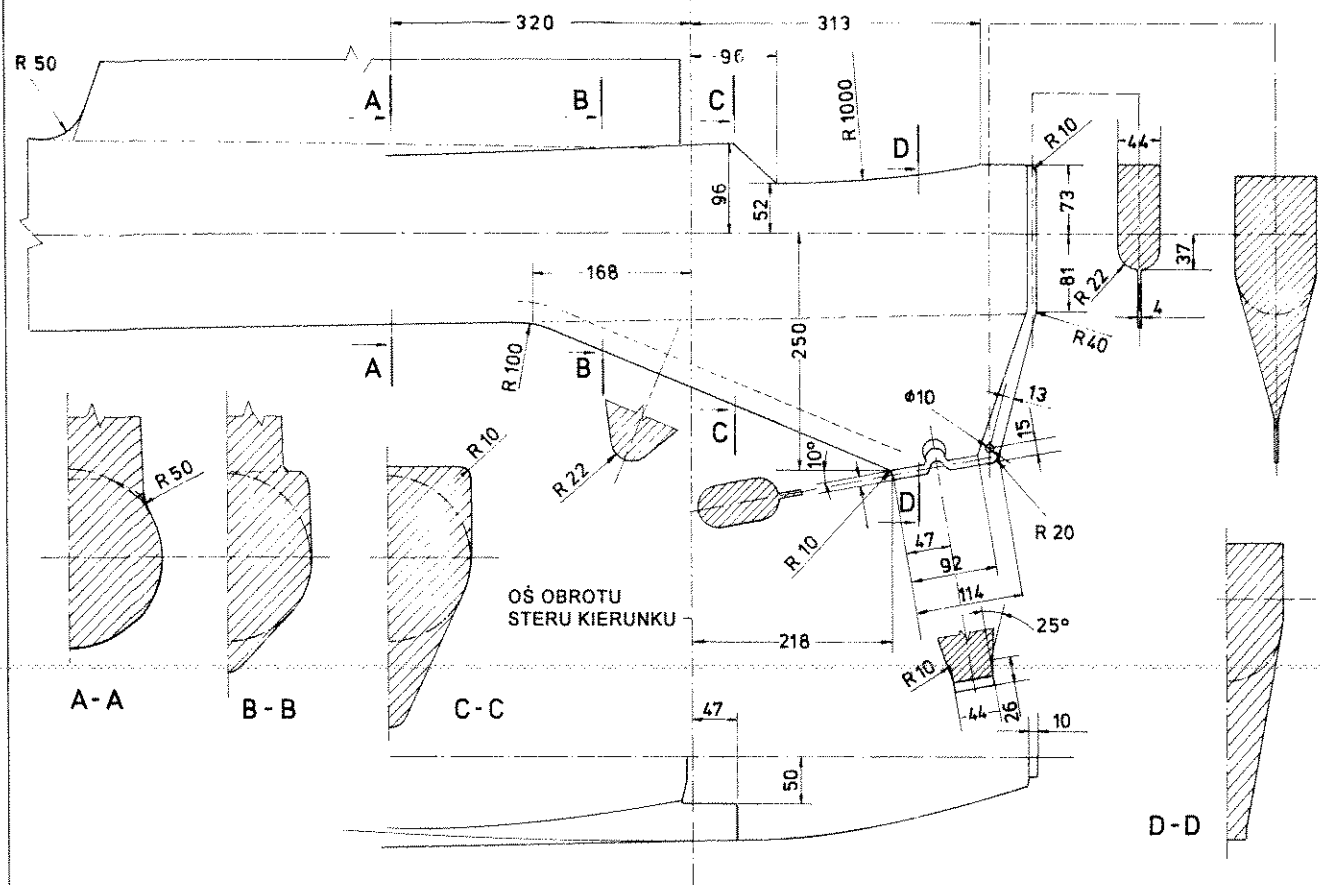 320
313
96
R 50
A
B
C
R 1000
D
R 10
44
96
52
73
81
37
R 22
4
168
250
R 100
A
B
R 40
C
Ø10
13
15
10°
R 10
R 50
R 22
D
R 10
47
92
114
R 20
OŚ OBROTU
STERU KIERUNKU
218
25°
R 10
44
26
A-A
B-B
C-C
47
10
50
D-D